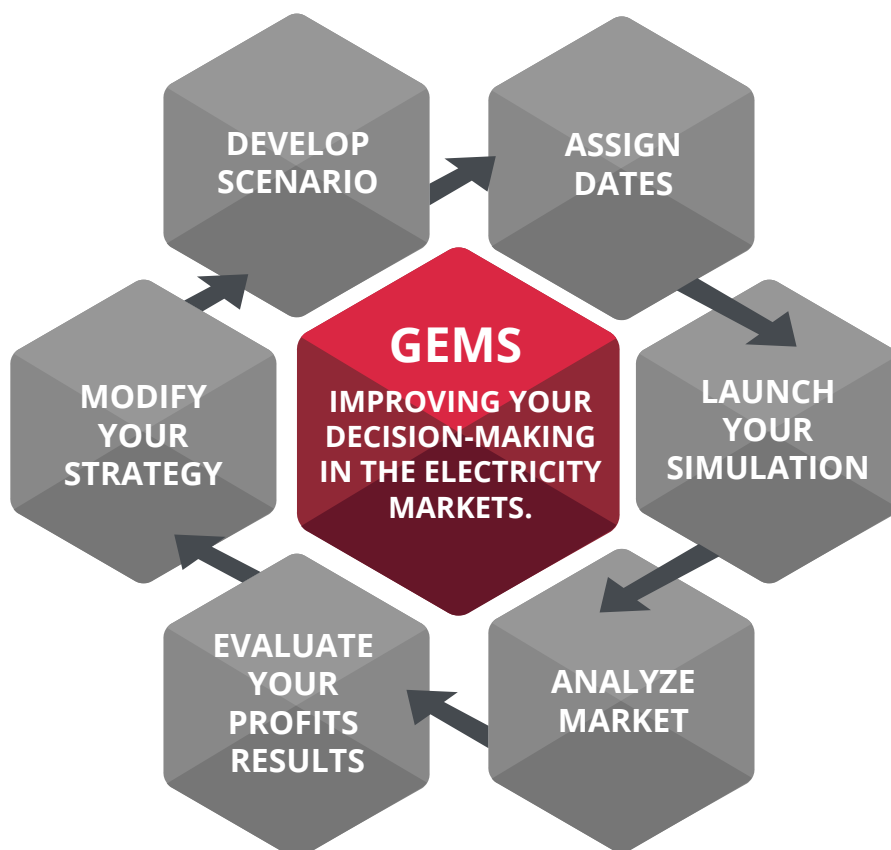 DEVELOP
SCENARIO
ASSIGN
DATES
LAUNCH
YOUR
SIMULATION
ANALYZE
MARKET
EVALUATE
YOUR
PROFITS
RESULTS
MODIFY
YOUR
STRATEGY
GEMS
IMPROVING YOUR
DECISION-MAKING
IN THE ELECTRICITY
MARKETS.